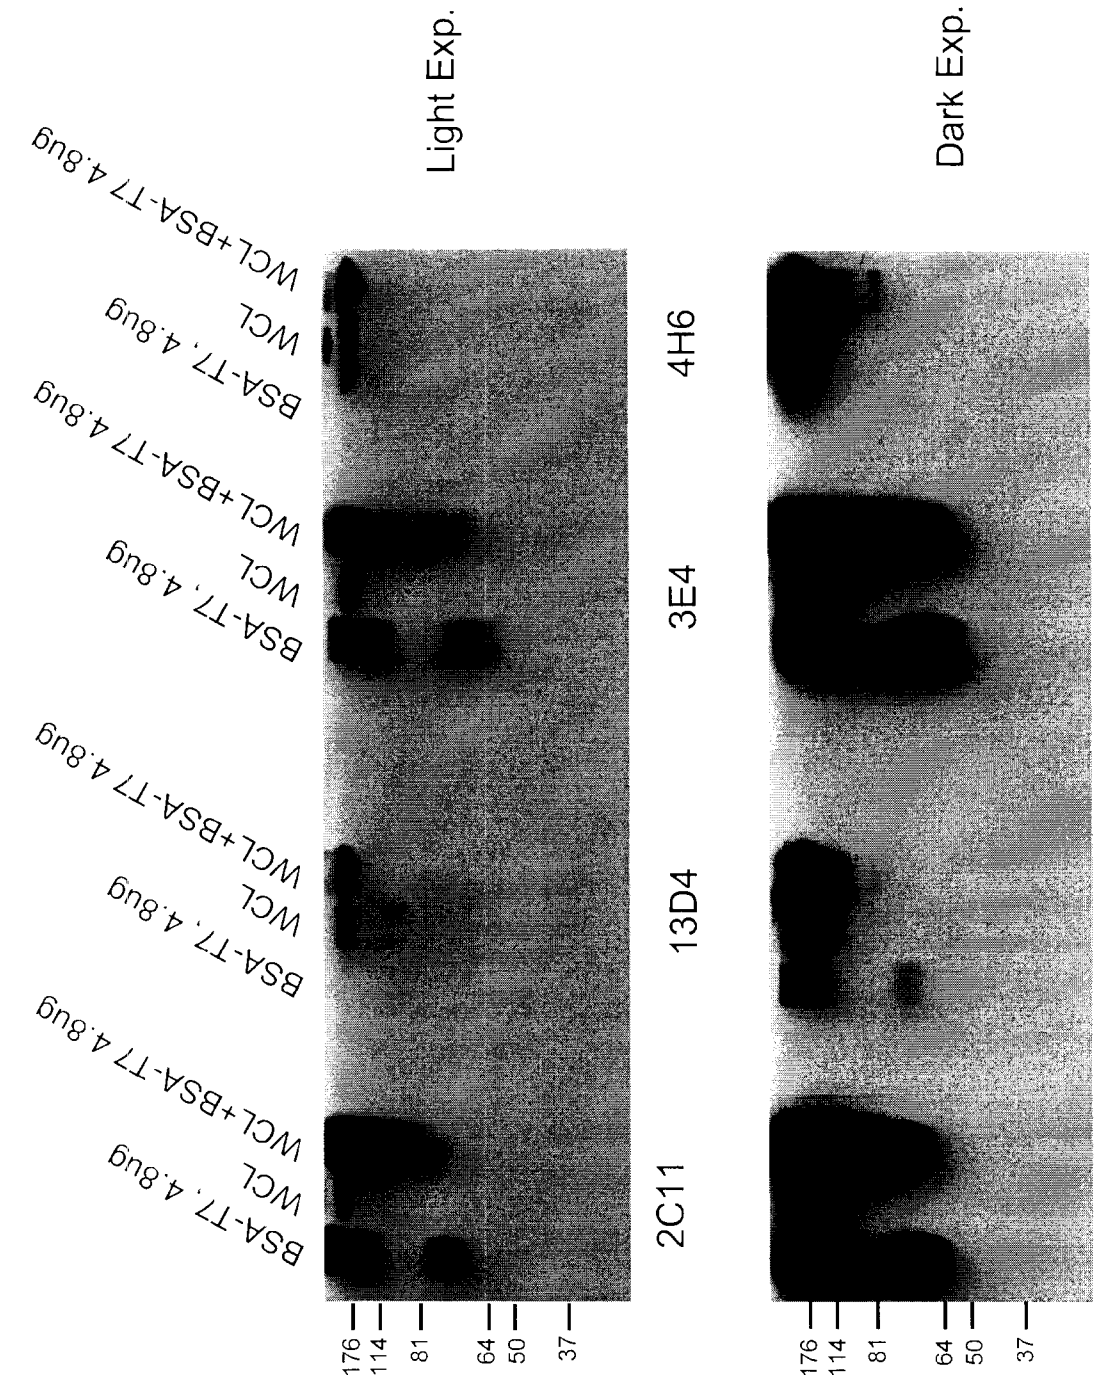 BSA-T7, 4.8ug
WCL
WCL+BSA-T7 4.8ug
BSA-T7, 4.8ug
WCL
WCL+BSA-T7 4.8ug
BSA-T7, 4.8ug
WCL
WCL+BSA-T7 4.8ug
BSA-T7, 4.8ug
WCL
WCL+BSA-T7 4.8ug
176
114
81
64
50
37
Light Exp.
2C11
13D4
3E4
4H6
176
114
81
64
50
37
Dark Exp.